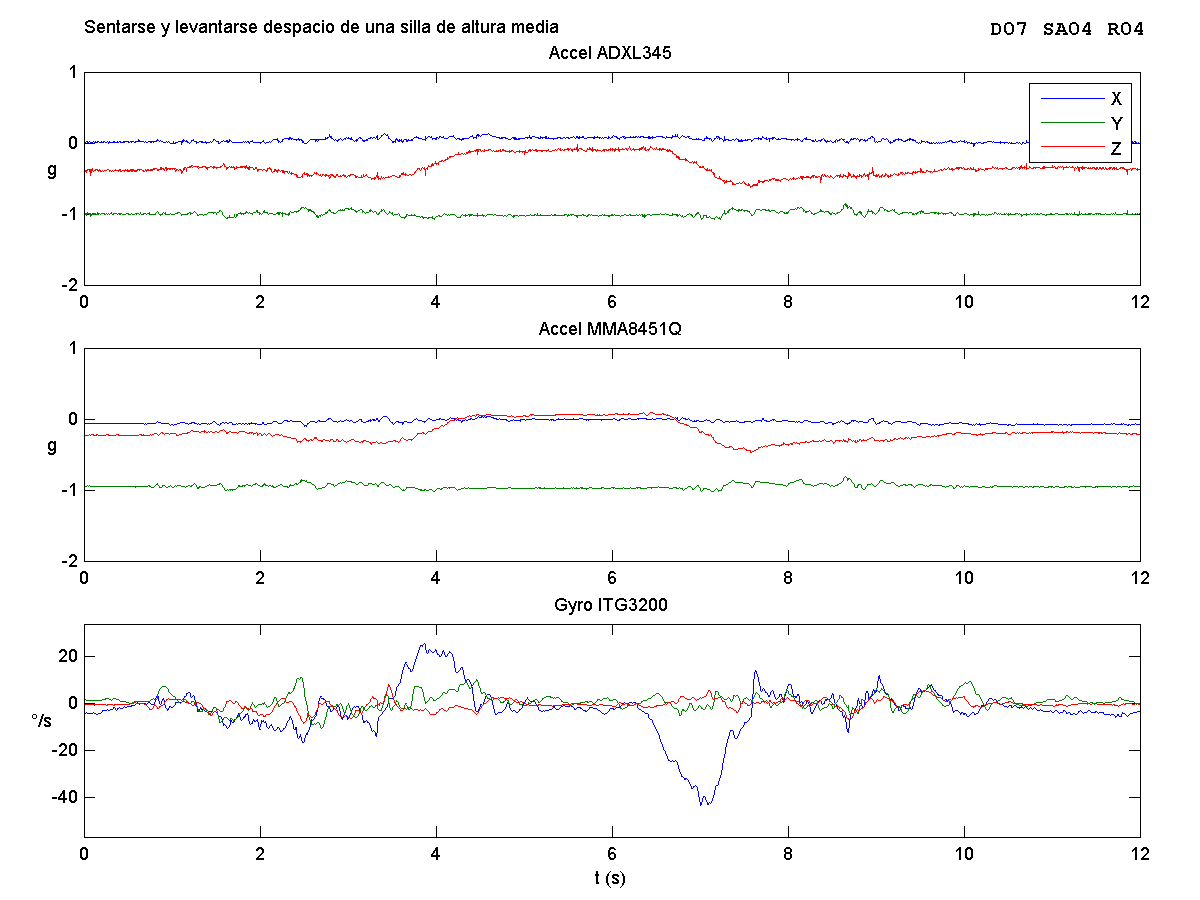 Sentarse y levantarse despacio de una silla de altura media
D07 SA04 R04
Accel ADXL345
1
0
-1
-2
g
X
Y
Z
0 2 4 6 8 10 12
Accel MMA8451Q
1
0
-1
-2
g
0 2 4 6 8 10 12
Gyro ITG3200
20
0
-20
-40
°/s
0 2 4 6 8 10 12
t (s)